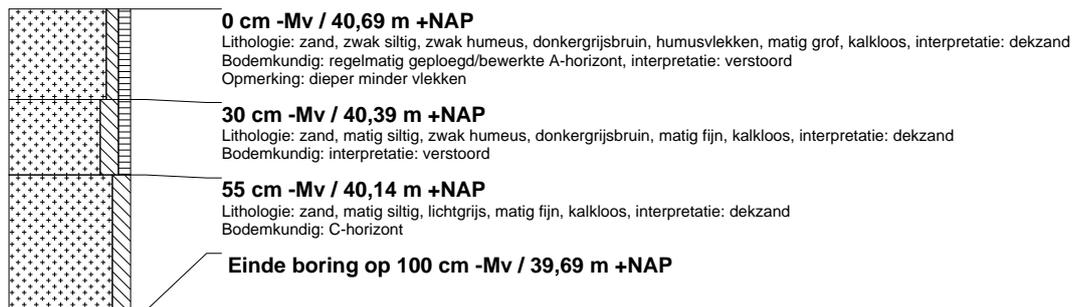 0 cm -Mv / 40,69 m +NAP
Lithologie: zand, zwak siltig, zwak humeus, donkergrijsbruin, humusvlekken, matig grof, kalkloos, interpretatie: dekzand
Bodemkundig: regelmatig geploegd/bewerkte A-horizont, interpretatie: verstoord
Opmerking: dieper minder vlekken
30 cm -Mv / 40,39 m +NAP
Lithologie: zand, matig siltig, zwak humeus, donkergrijsbruin, matig fijn, kalkloos, interpretatie: dekzand
Bodemkundig: interpretatie: verstoord
55 cm -Mv / 40,14 m +NAP
Lithologie: zand, matig siltig, lichtgrijs, matig fijn, kalkloos, interpretatie: dekzand
Bodemkundig: C-horizont
Einde boring op 100 cm -Mv / 39,69 m +NAP